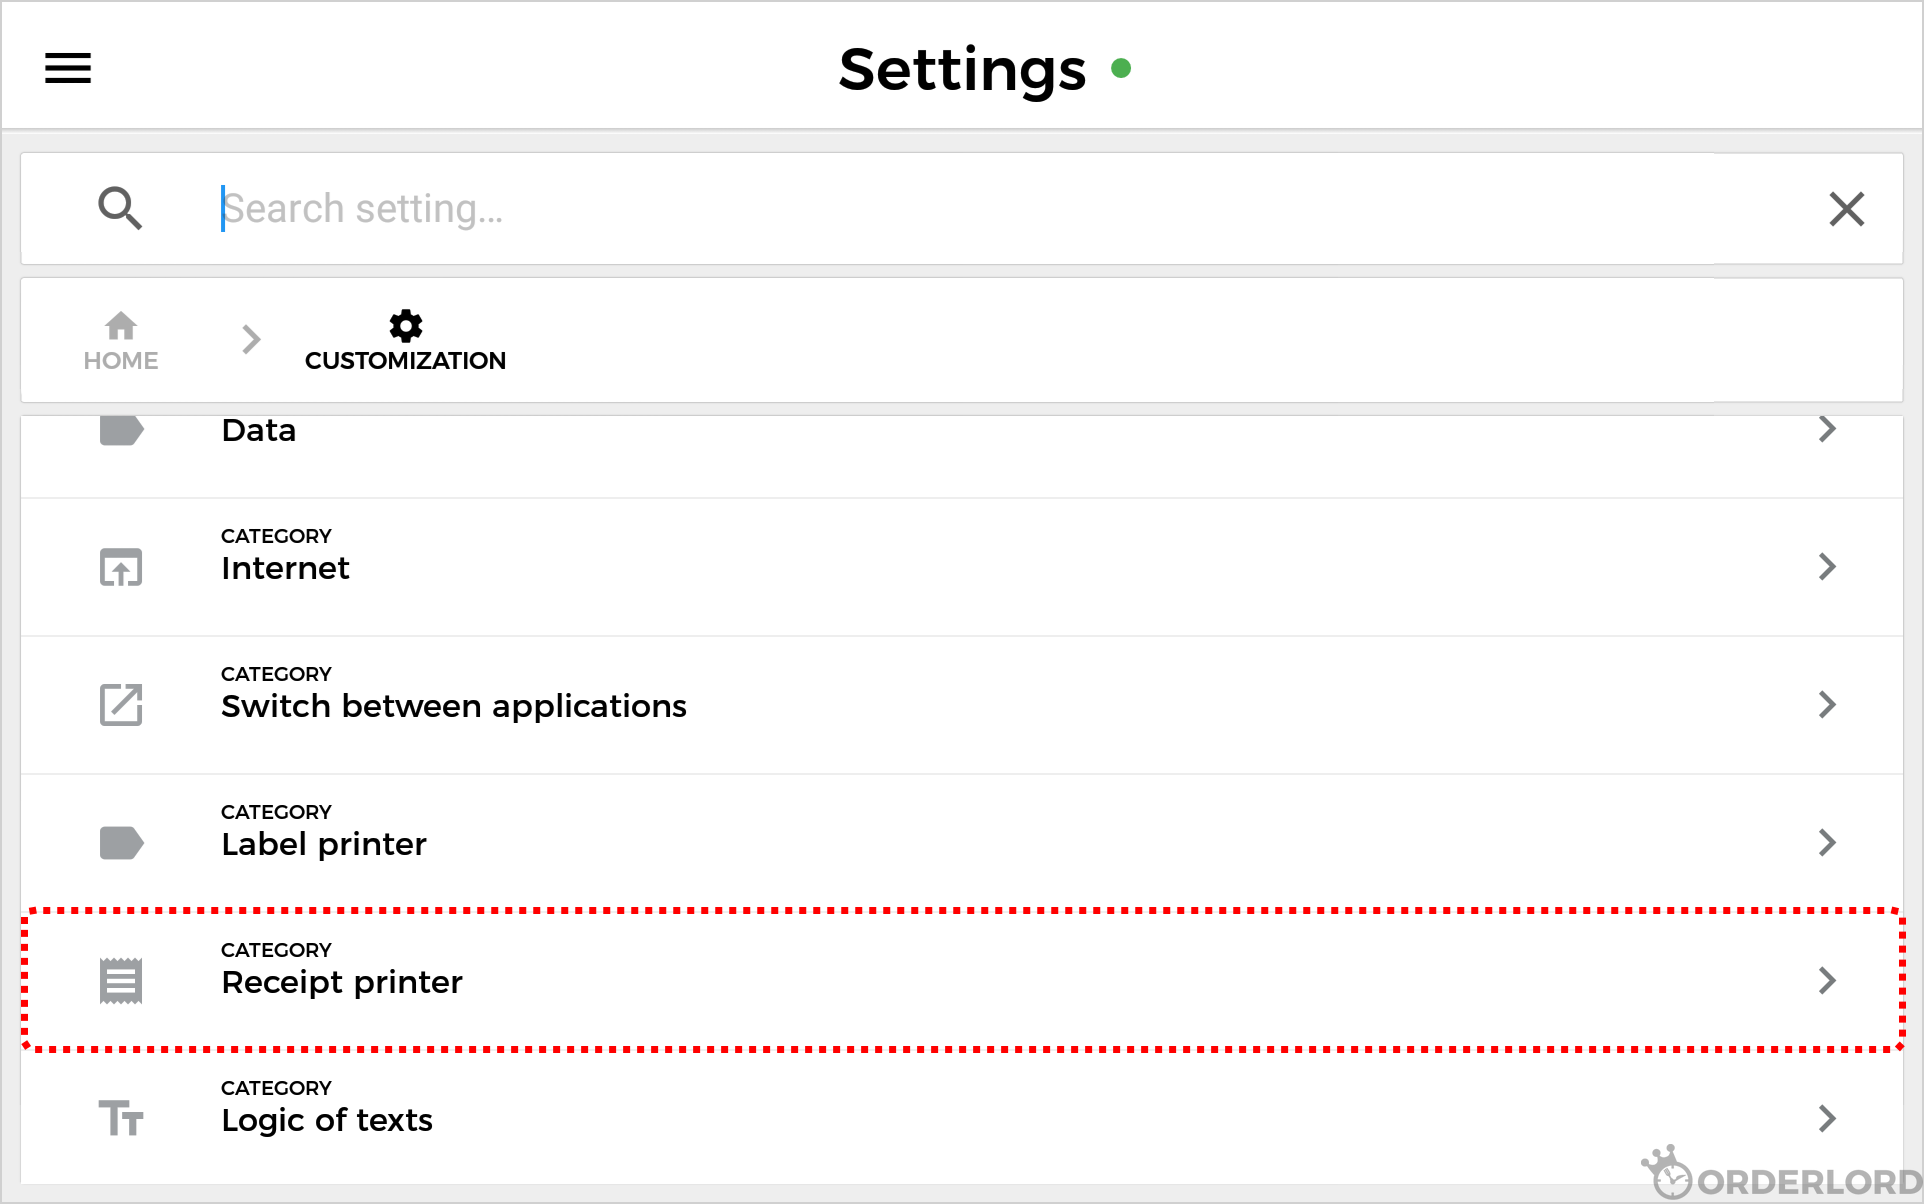 Settings
Search setting...
HOME
CUSTOMIZATION
Data
CATEGORY
Internet
CATEGORY
Switch between applications
CATEGORY
Label printer
CATEGORY
Receipt printer
CATEGORY
Logic of texts
ORDERLORD